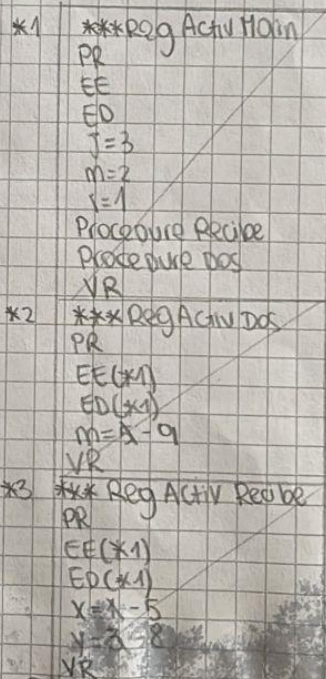 *1 ***Reg Activ Main
PR
EE
ED
J=3
m=2
i=1
Procedure Recibe
Procedure Dos
VR
*2 ***Reg Activ Dos
PR
EE(*1)
ED(*1)
VR
*3 *** Reg Activ Recibe
PR
EE(*1)
ED(*1)
VR